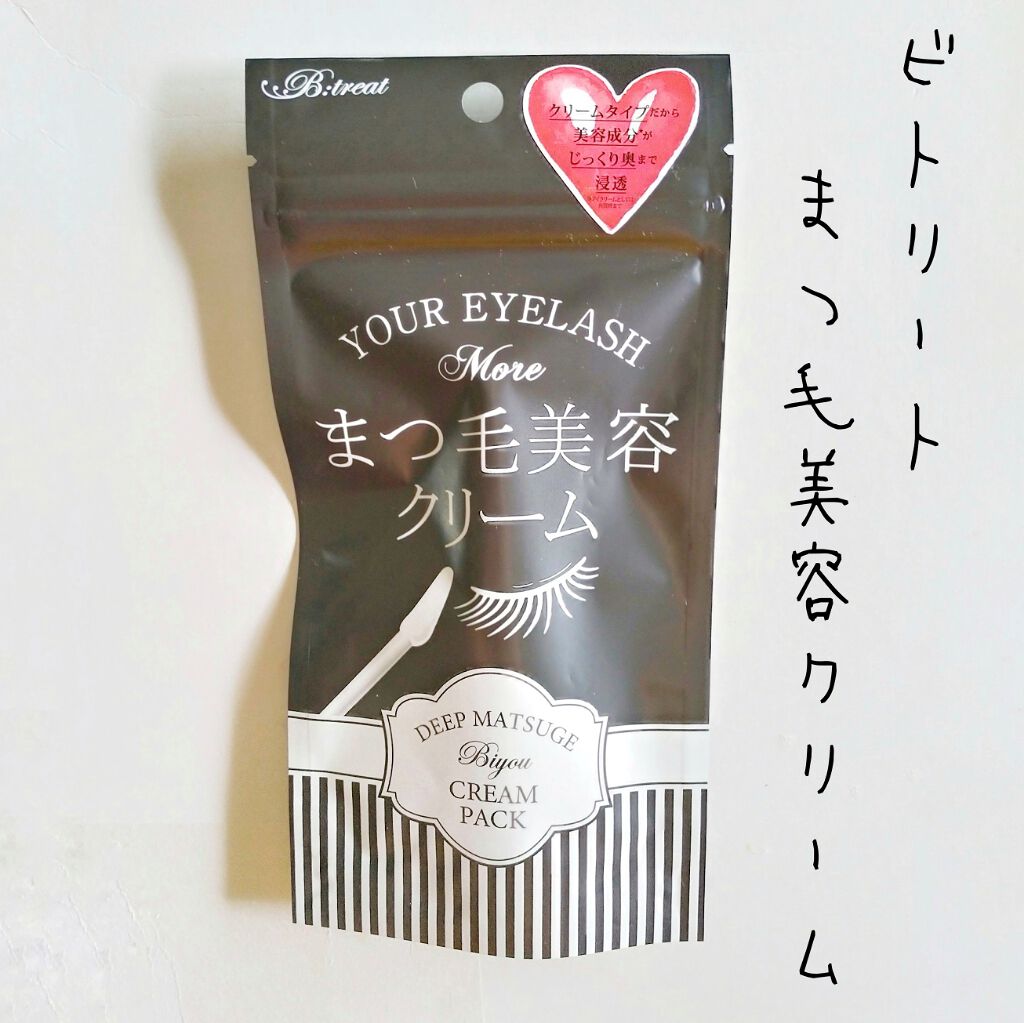 B:treat
クリームタイプだから
美容成分*が
じっくり奥まで
浸透
YOUR EYELASH
More
まつ毛美容
クリーム
DEEP MATSUGE
Biyou
CREAM
PACK
ビトリート
まつ毛美容クリーム